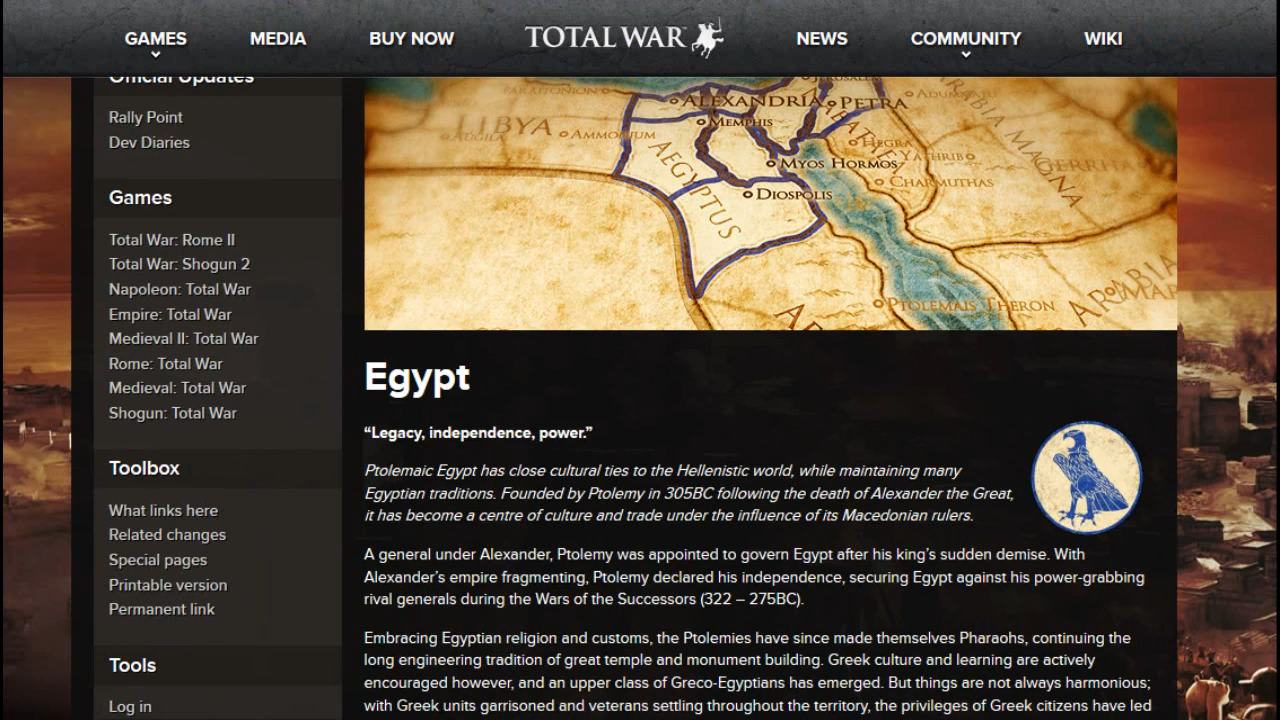 GAMES
MEDIA
BUY NOW
TOTAL WAR
NEWS
COMMUNITY
WIKI
Official Updates
Rally Point
Dev Diaries
Games
Total War: Rome II
Total War: Shogun 2
Napoleon: Total War
Empire: Total War
Medieval II: Total War
Rome: Total War
Medieval: Total War
Shogun: Total War
Toolbox
What links here
Related changes
Special pages
Printable version
Permanent link
Tools
Log in
PARAITONION
JERUSALEM
ALEXANDRIA
PETRA
ADUMMATU
MEMPHIS
LIBYA
AUGILA
AMMONIUM
ARABIA MAGNA
HEGRA
YATHRIB
GERRHA
MYOS HORMOS
AEGYPTUS
CHARMUTHAS
DIOSPOLIS
PTOLEMAIS THERON
ARABIA
Egypt
“Legacy, independence, power.”
Ptolemaic Egypt has close cultural ties to the Hellenistic world, while maintaining many
Egyptian traditions. Founded by Ptolemy in 305BC following the death of Alexander the Great,
it has become a centre of culture and trade under the influence of its Macedonian rulers.
A general under Alexander, Ptolemy was appointed to govern Egypt after his king’s sudden demise. With
Alexander’s empire fragmenting, Ptolemy declared his independence, securing Egypt against his power-grabbing
rival generals during the Wars of the Successors (322 – 275BC).
Embracing Egyptian religion and customs, the Ptolemies have since made themselves Pharaohs, continuing the
long engineering tradition of great temple and monument building. Greek culture and learning are actively
encouraged however, and an upper class of Greco-Egyptians has emerged. But things are not always harmonious;
with Greek units garrisoned and veterans settling throughout the territory, the privileges of Greek citizens have led